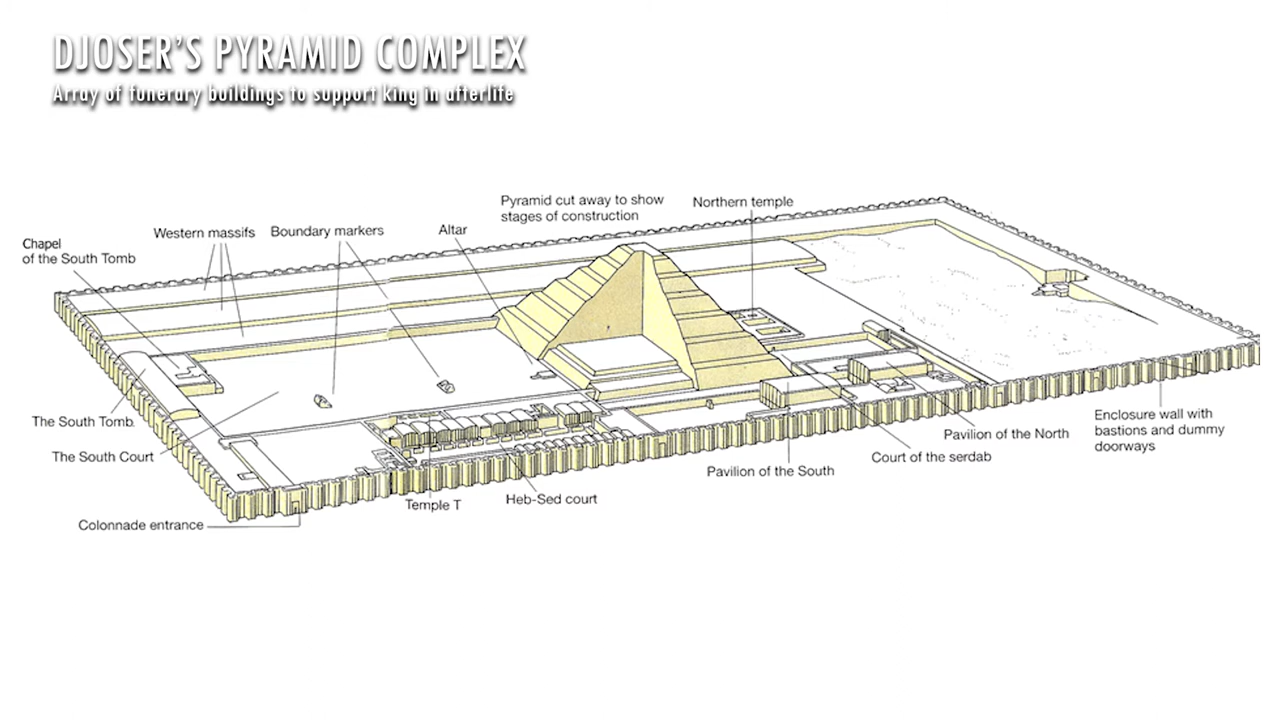 DJOSER'S PYRAMID COMPLEX
Array of funerary buildings to support king in afterlife
Pyramid cut away to show
stages of construction
Northern temple
Western massifs
Boundary markers
Altar
Chapel
of the South Tomb
The South Tomb
The South Court
Colonnade entrance
Temple T
Heb-Sed court
Pavilion of the South
Court of the serdab
Pavilion of the North
Enclosure wall with
bastions and dummy
doorways